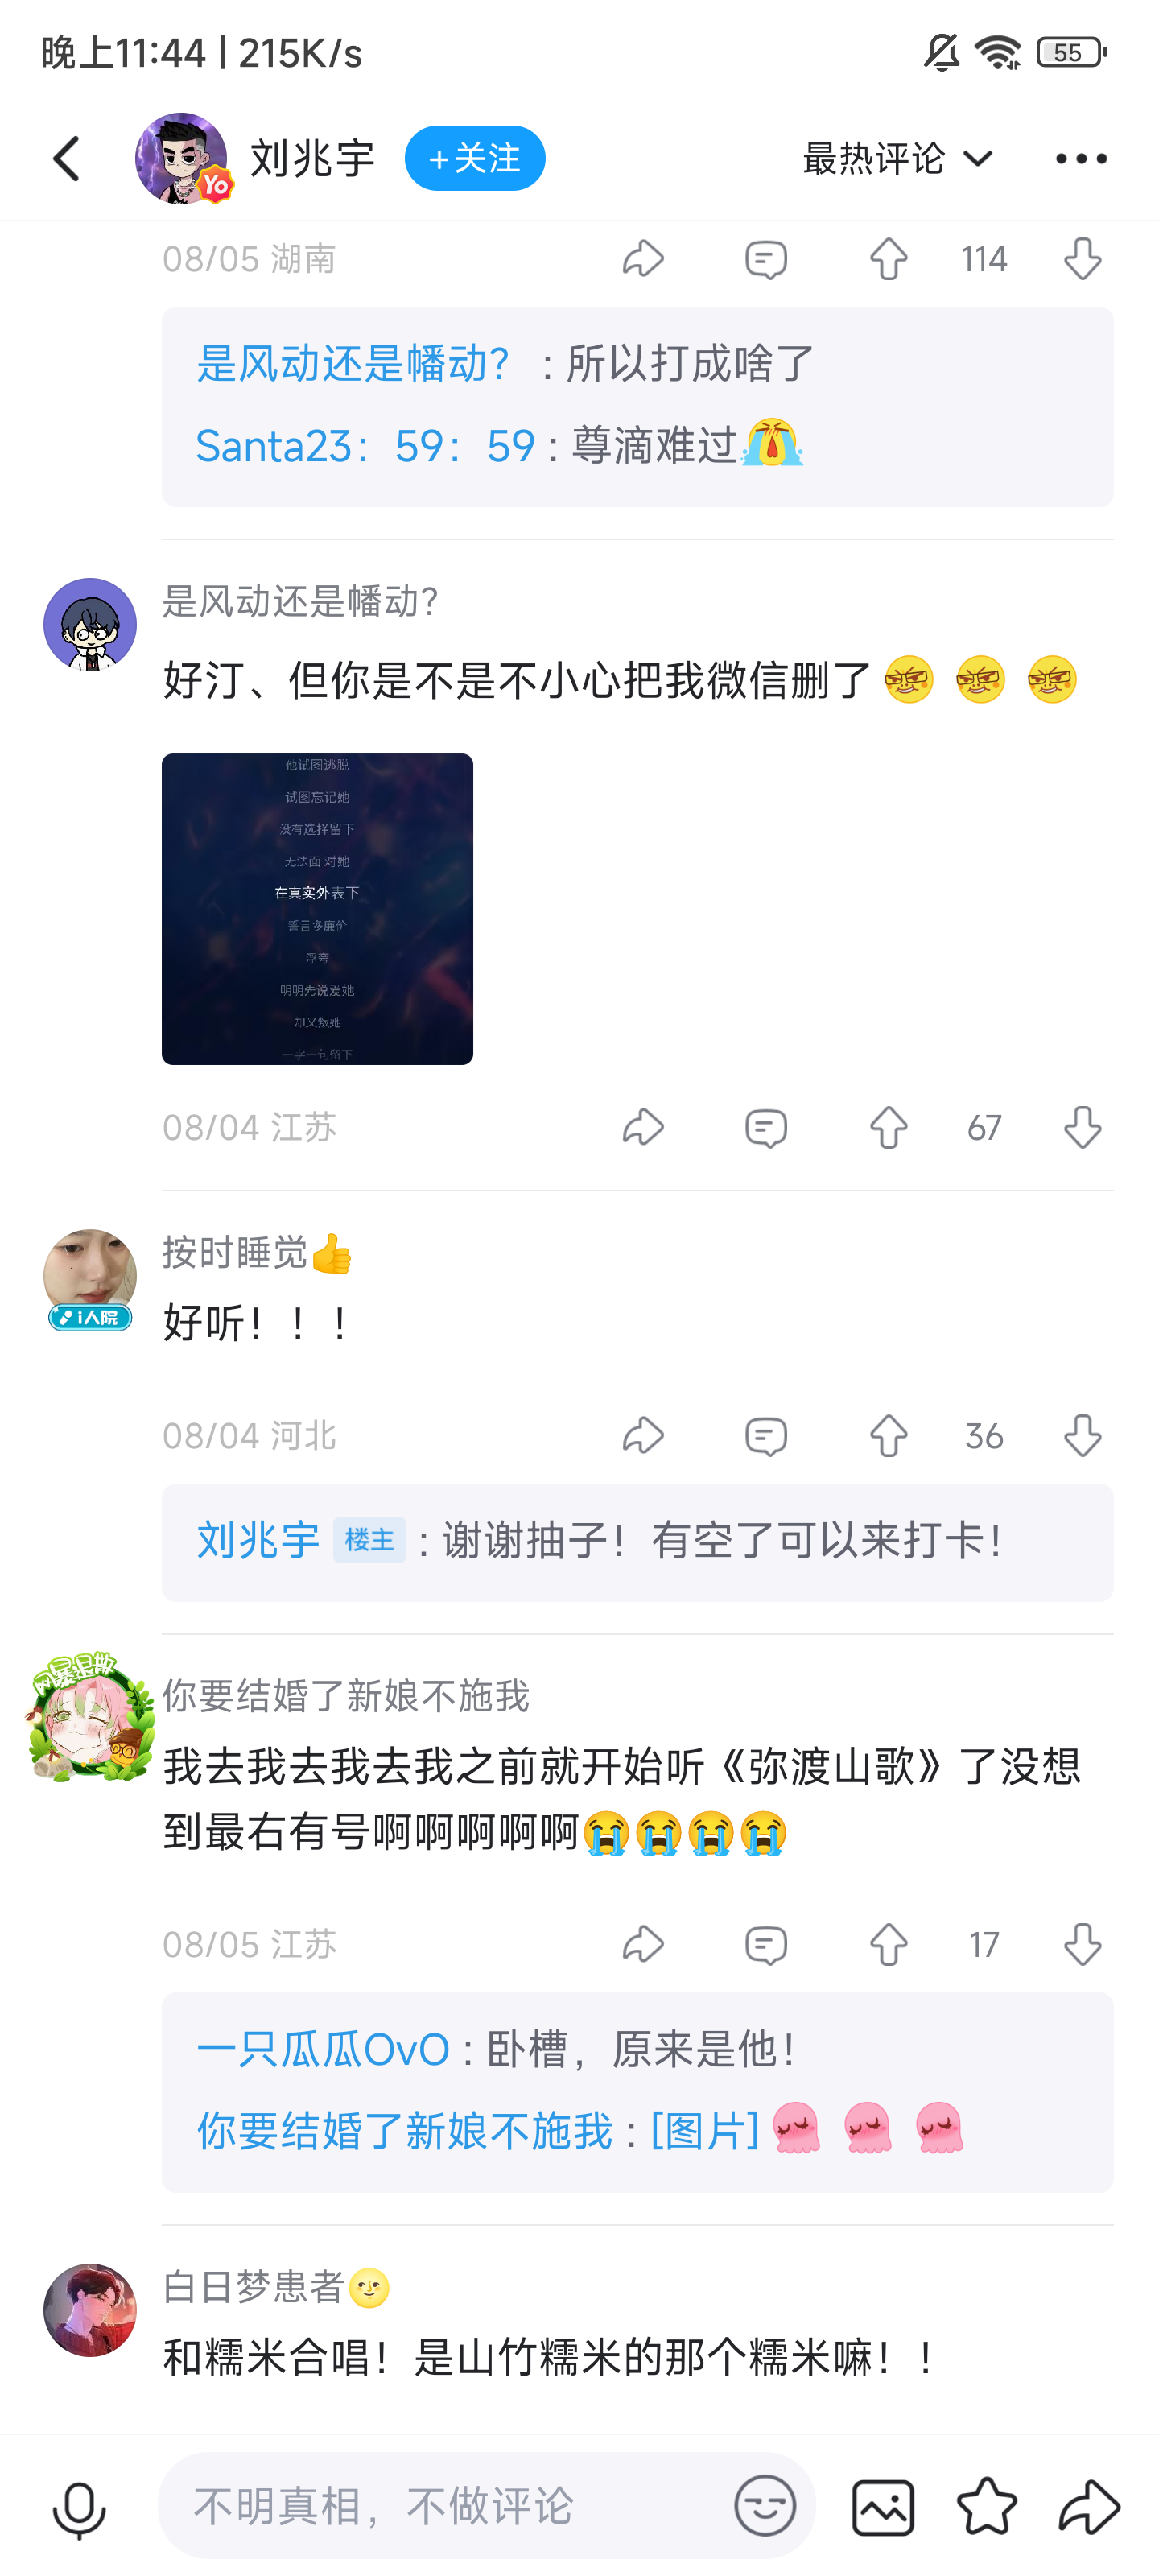 晚上11:44 | 215K/s
55
刘兆宇
+关注
最热评论
Yo
08/05 湖南
114
是风动还是幡动？ : 所以打成啥了
Santa23：59：59 : 尊滴难过
是风动还是幡动？
好汀、但你是不是不小心把我微信删了
他试图逃脱
试图忘记她
没有选择留下
无法面 对她
在真实外表下
誓言多廉价
浮夸
明明先说爱她
却又叛她
一字一句留下
08/04 江苏
67
按时睡觉👍
i人院
好听！！！
08/04 河北
36
刘兆宇 楼主 : 谢谢抽子！有空了可以来打卡！
网暴退散
你要结婚了新娘不施我
我去我去我去我之前就开始听《弥渡山歌》了没想
到最右有号啊啊啊啊啊😭😭😭😭
08/05 江苏
17
一只瓜瓜OvO : 卧槽，原来是他！
你要结婚了新娘不施我 : [图片]
白日梦患者🌝
和糯米合唱！是山竹糯米的那个糯米嘛！！
不明真相，不做评论